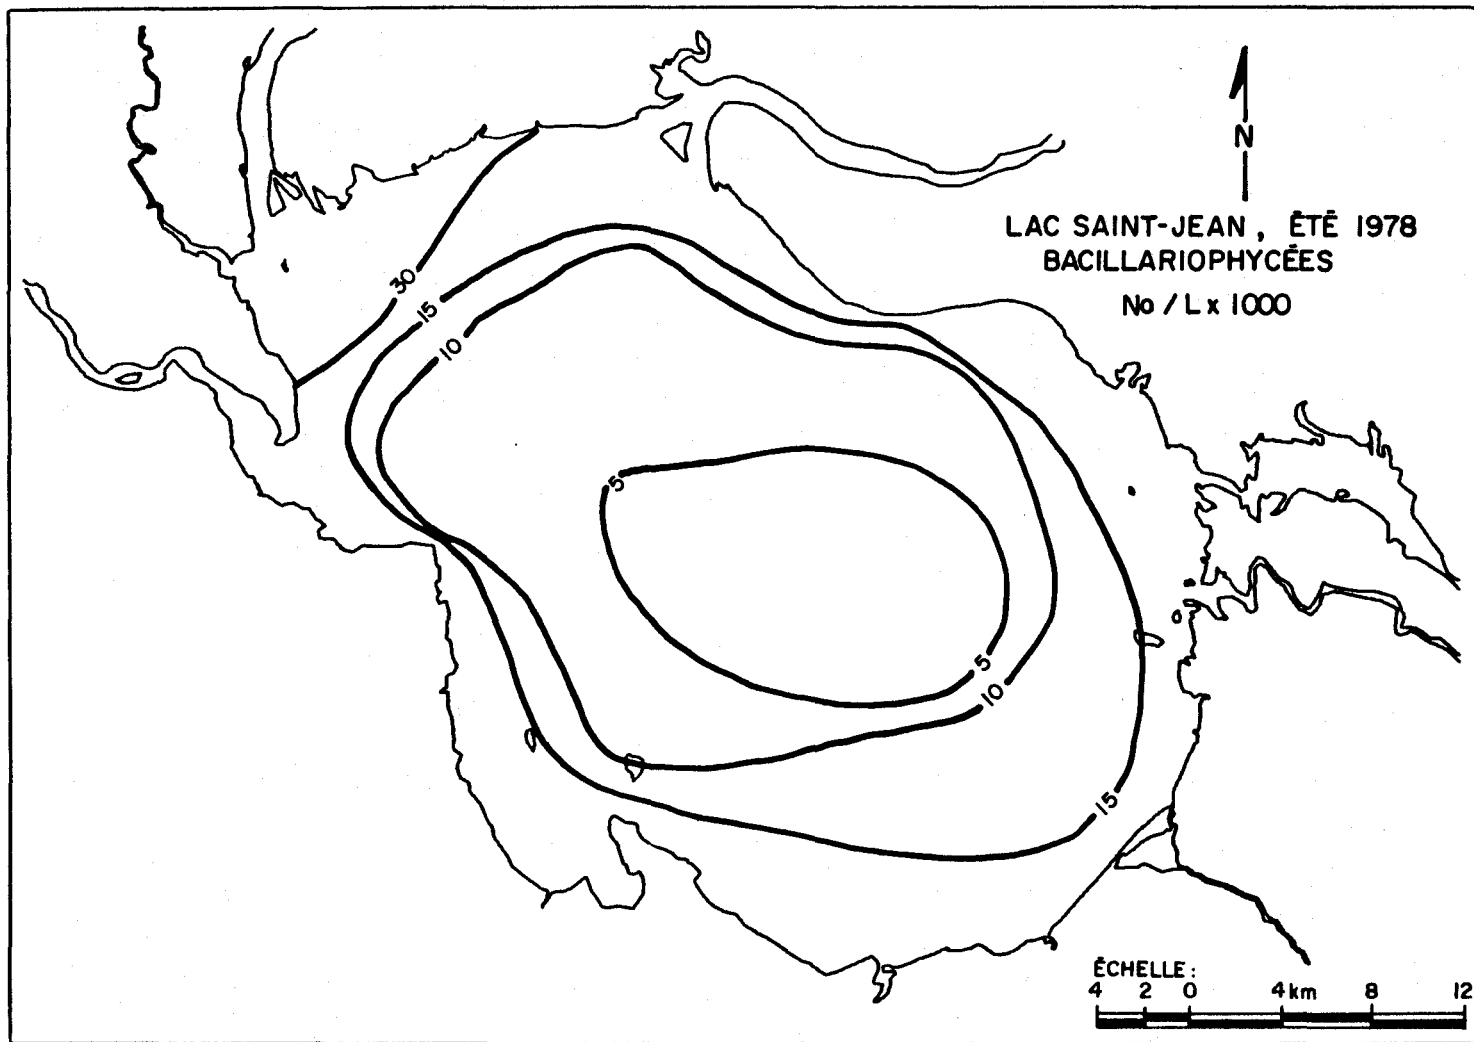 N
LAC SAINT-JEAN, ÉTÉ 1978
BACILLARIOPHYCÉES
No / L x 1000
30
15
10
5
5
10
15
ÉCHELLE:
4 2 0 4 km 8 12